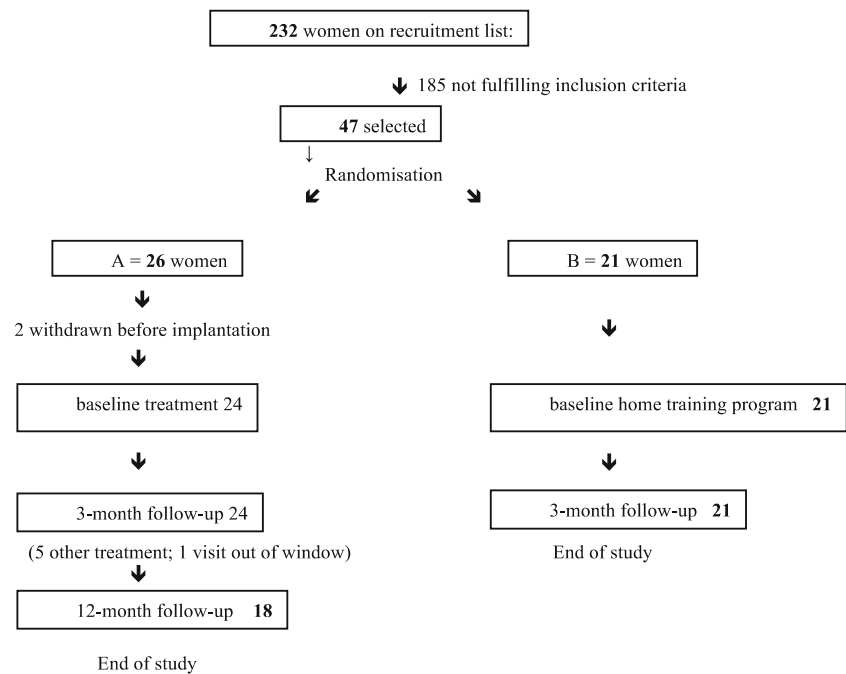 232 women on recruitment list:
185 not fulfilling inclusion criteria
47 selected
↓
Randomisation
A = 26 women
B = 21 women
2 withdrawn before implantation
baseline treatment 24
baseline home training program 21
3-month follow-up 24
3-month follow-up 21
(5 other treatment; 1 visit out of window)
End of study
12-month follow-up 18
End of study